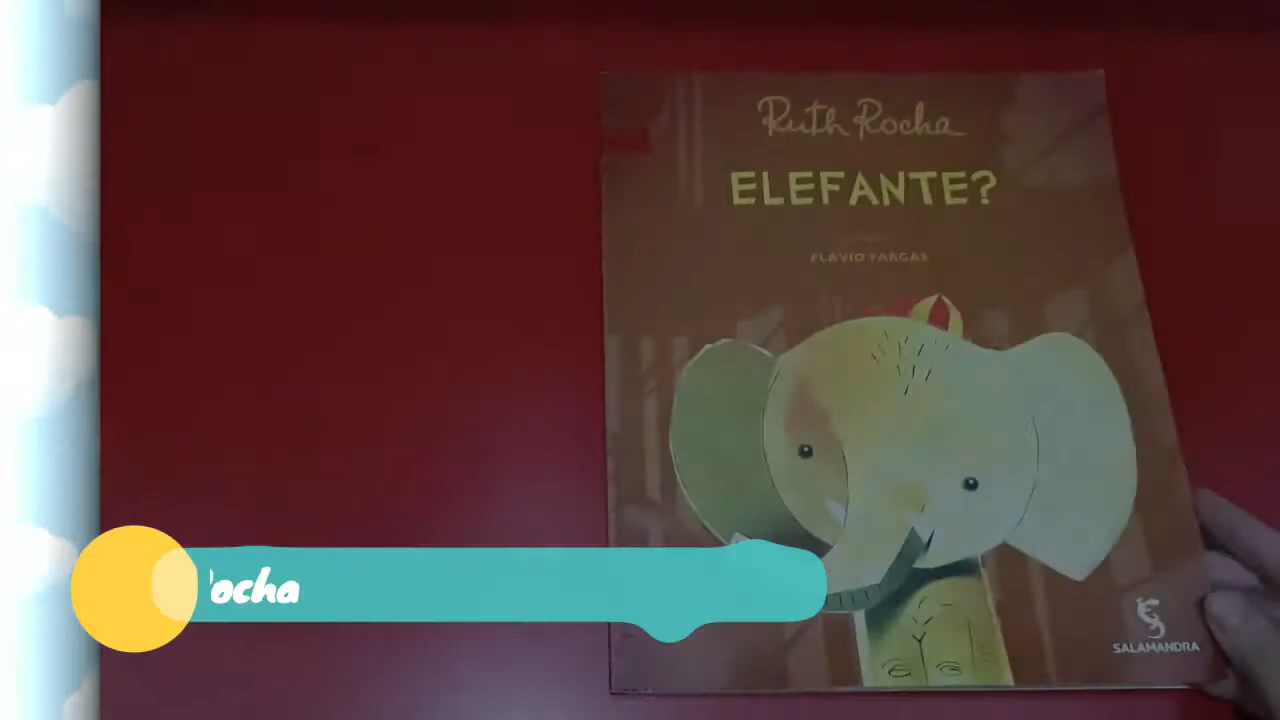 Ruth Rocha
ELEFANTE?
FLAVIO VARGAS
ocha
SALAMANDRA